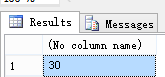 Results Messages
(No column name)
1 30